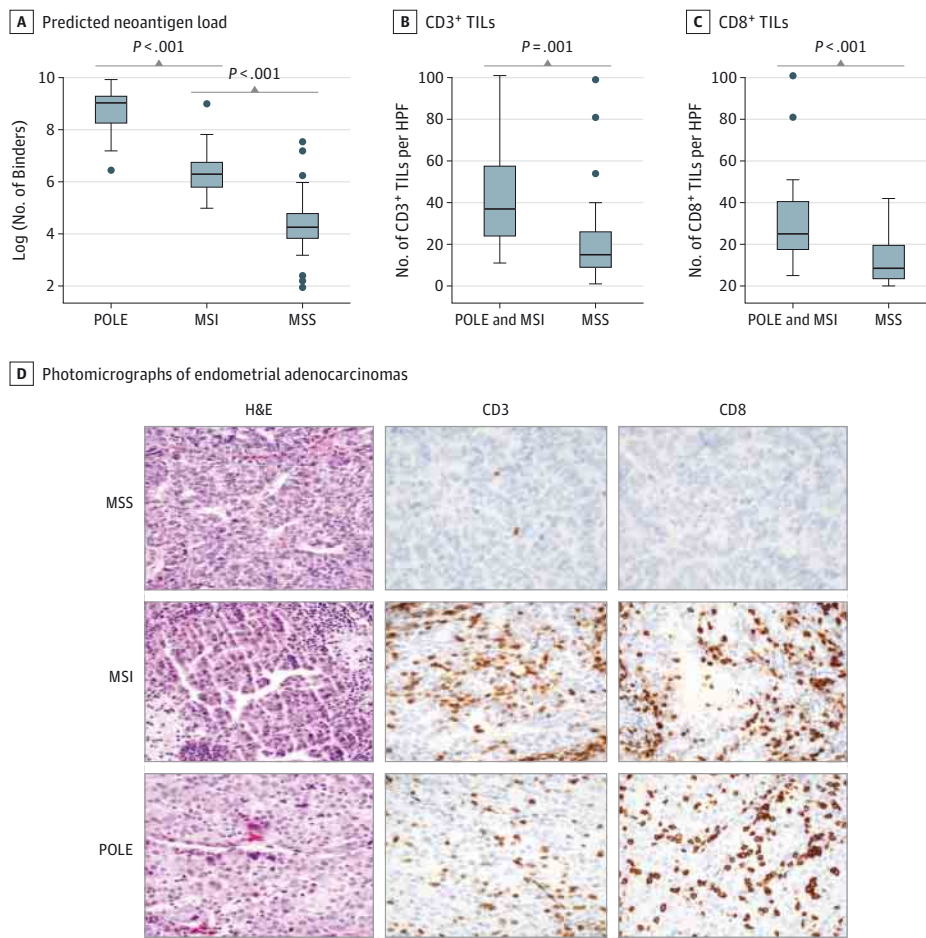 A Predicted neoantigen load
P < .001
P < .001
10
8
6
4
2
Log (No. of Binders)
POLE
MSI
MSS
B CD3+ TILs
P = .001
100
80
60
40
20
0
No. of CD3+ TILs per HPF
POLE and MSI
MSS
C CD8+ TILs
P < .001
100
80
60
40
20
20
No. of CD8+ TILs per HPF
POLE and MSI
MSS
D Photomicrographs of endometrial adenocarcinomas
H&E
CD3
CD8
MSS
MSI
POLE